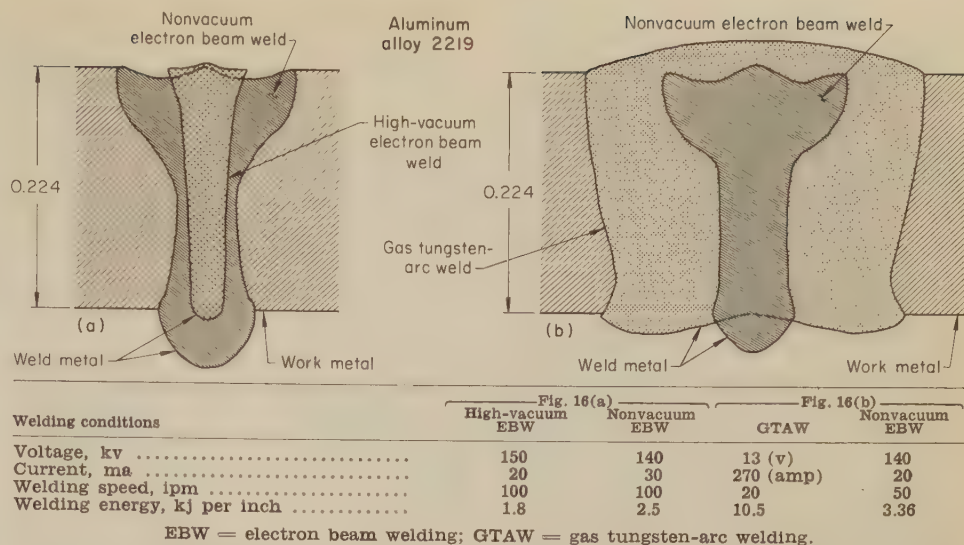 Nonvacuum
electron beam weld
Aluminum
alloy 2219
Nonvacuum electron beam weld
0.224
High-vacuum
electron beam
weld
0.224
Gas tungsten-
arc weld
(a)
(b)
Weld metal
Work metal
Weld metal
Work metal
Fig. 16(a) Fig. 16(b)
Welding conditions High-vacuum EBW Nonvacuum EBW GTAW Nonvacuum EBW
Voltage, kv 150 140 13 (v) 140
Current, ma 20 30 270 (amp) 20
Welding speed, ipm 100 100 20 50
Welding energy, kj per inch 1.8 2.5 10.5 3.36
EBW = electron beam welding; GTAW = gas tungsten-arc welding.